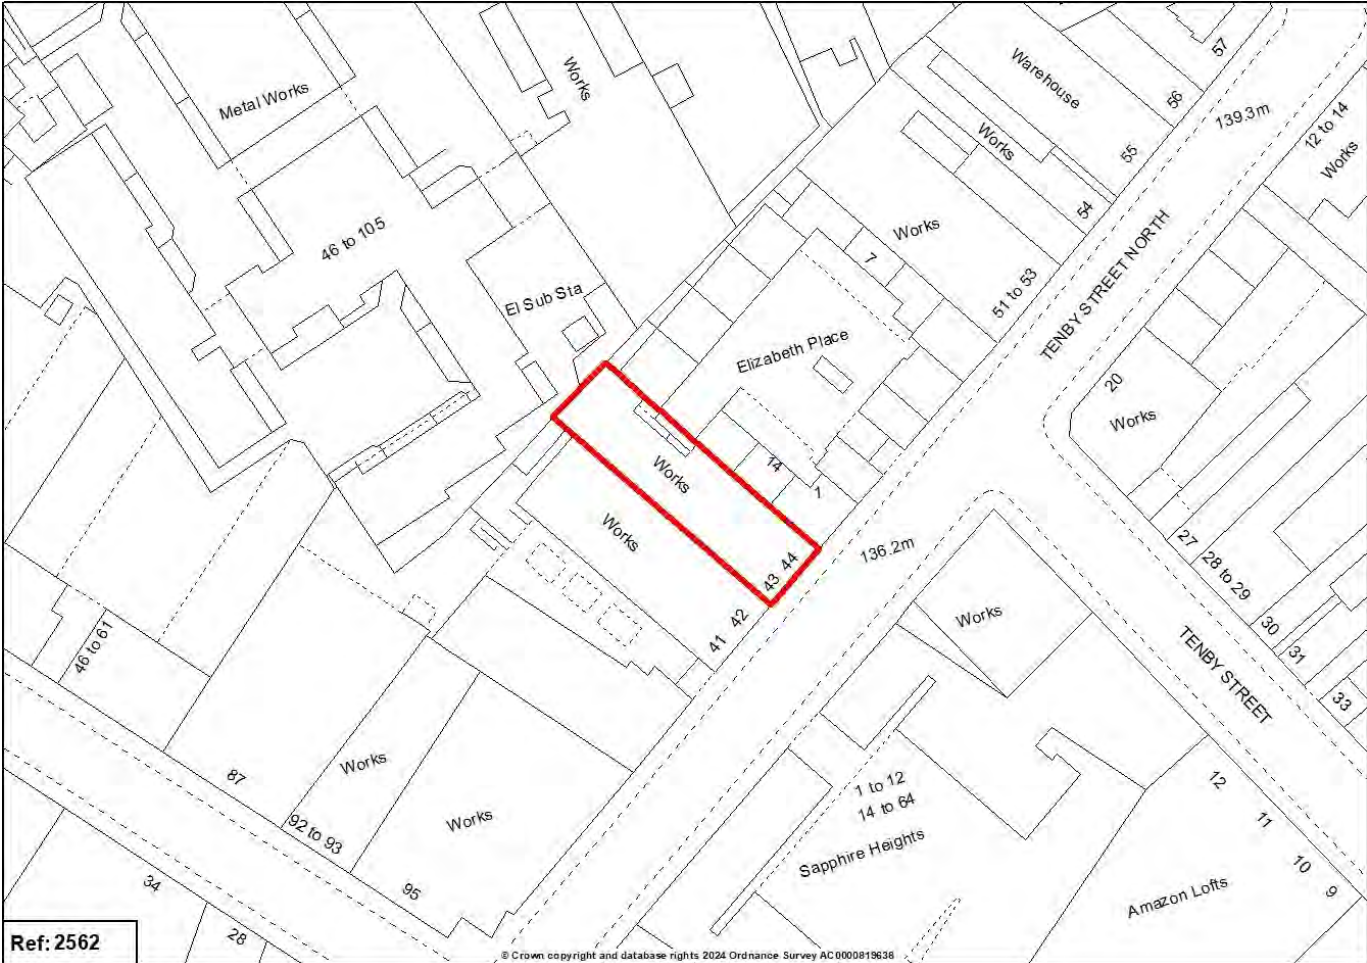 57
Works
Warehouse
Metal Works
56
139.3m
12 to 14
Works
Works
55
54
46 to 105
Works
7
TENBY STREET NORTH
51 to 53
El Sub Sta
Elizabeth Place
20
Works
14
Works
1
Works
136.2m
27
28 to 29
43
44
42
41
Works
30
31
46 to 61
TENBY STREET
33
87
Works
1 to 12
14 to 64
12
Works
92 to 93
11
Sapphire Heights
10
9
34
95
Amazon Lofts
28
Ref: 2562
© Crown copyright and database rights 2024 Ordnance Survey AC0000819636